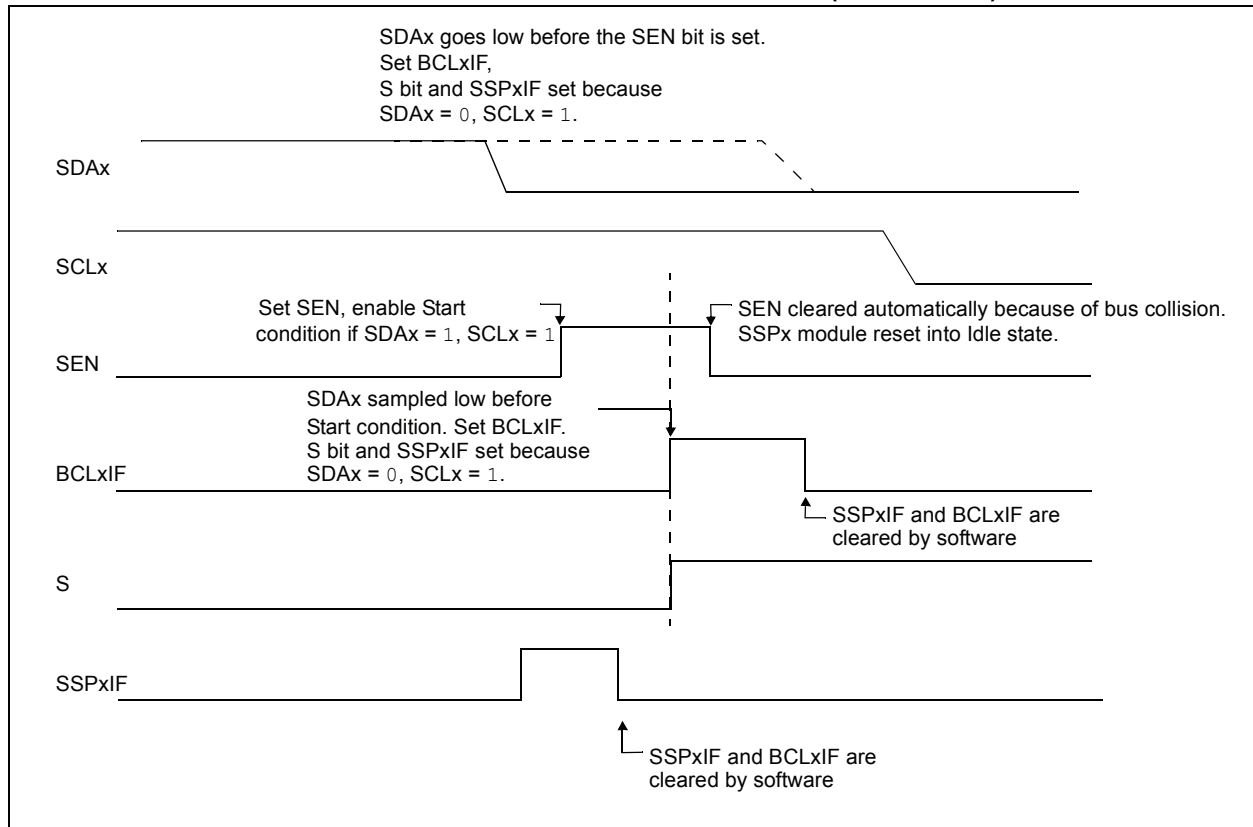 SDAx goes low before the SEN bit is set.
Set BCLxIF,
S bit and SSPxIF set because
SDAx = 0, SCLx = 1.
SDAx
SCLx
Set SEN, enable Start
condition if SDAx = 1, SCLx = 1
SEN cleared automatically because of bus collision.
SSPx module reset into Idle state.
SEN
SDAx sampled low before
Start condition. Set BCLxIF.
S bit and SSPxIF set because
SDAx = 0, SCLx = 1.
BCLxIF
SSPxIF and BCLxIF are
cleared by software
S
SSPxIF
SSPxIF and BCLxIF are
cleared by software